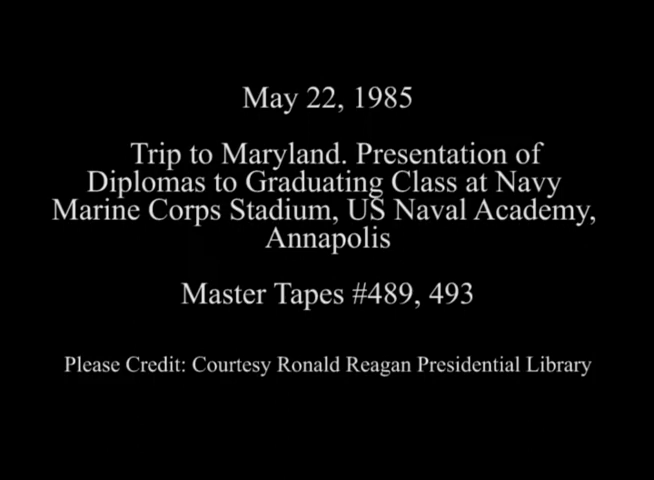 May 22, 1985
Trip to Maryland. Presentation of
Diplomas to Graduating Class at Navy
Marine Corps Stadium, US Naval Academy,
Annapolis
Master Tapes #489, 493
Please Credit: Courtesy Ronald Reagan Presidential Library